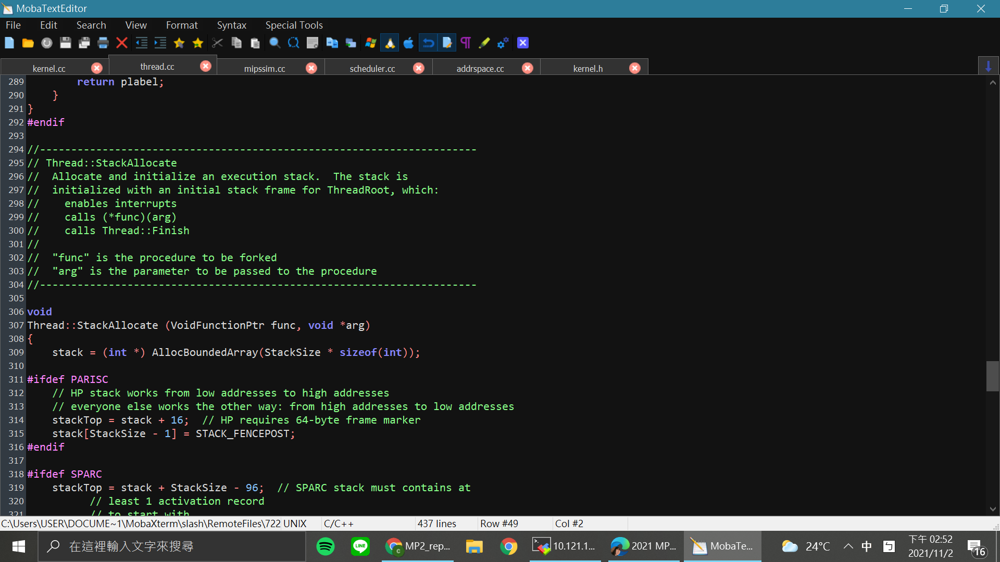 MobaTextEditor
File Edit Search View Format Syntax Special Tools
kernel.cc thread.cc mipssim.cc scheduler.cc addrspace.cc kernel.h
289         return plabel;
290     }
291 }
292 #endif
293
294 //----------------------------------------------------------------------
295 // Thread::StackAllocate
296 //  Allocate and initialize an execution stack.  The stack is
297 //  initialized with an initial stack frame for ThreadRoot, which:
298 //    enables interrupts
299 //    calls (*func)(arg)
300 //    calls Thread::Finish
301 //
302 //  "func" is the procedure to be forked
303 //  "arg" is the parameter to be passed to the procedure
304 //----------------------------------------------------------------------
305
306 void
307 Thread::StackAllocate (VoidFunctionPtr func, void *arg)
308 {
309     stack = (int *) AllocBoundedArray(StackSize * sizeof(int));
310
311 #ifdef PARISC
312     // HP stack works from low addresses to high addresses
313     // everyone else works the other way: from high addresses to low addresses
314     stackTop = stack + 16;  // HP requires 64-byte frame marker
315     stack[StackSize - 1] = STACK_FENCEPOST;
316 #endif
317
318 #ifdef SPARC
319     stackTop = stack + StackSize - 96;  // SPARC stack must contains at
320           // least 1 activation record
321           // to start with
C:\Users\USER\DOCUME~1\MobaXterm\slash\RemoteFiles\722 UNIX C/C++ 437 lines Row #49 Col #2
在這裡輸入文字來搜尋 LINE MP2_rep... 10.121.1... 2021 MP... MobaTe... 24°C 中 ㄅ 下午 02:52
2021/11/2 16